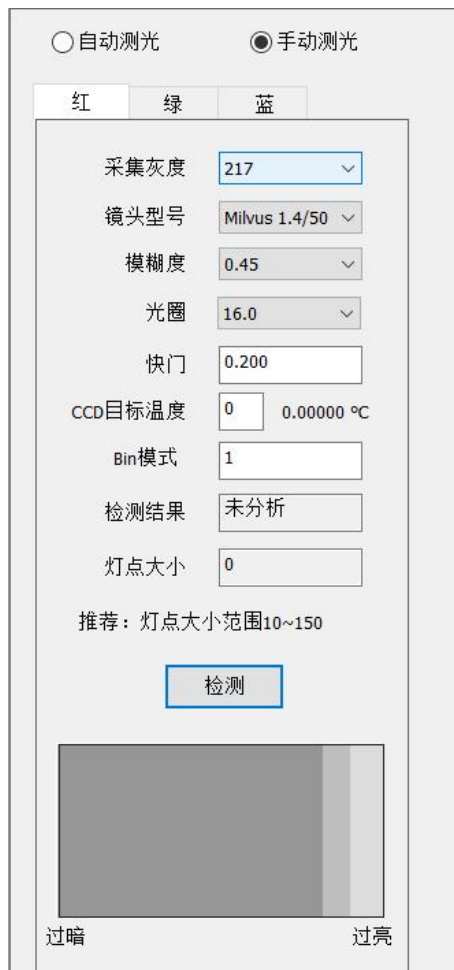 自动测光 手动测光
红 绿 蓝
采集灰度 217
镜头型号 Milvus 1.4/50
模糊度 0.45
光圈 16.0
快门 0.200
CCD目标温度 0 0.00000 ºC
Bin模式 1
检测结果 未分析
灯点大小 0
推荐：灯点大小范围10~150
检测
过暗 过亮